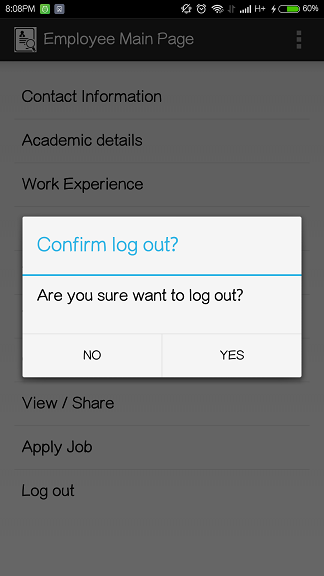 8:08PM H+ 60%
Employee Main Page
Contact Information
Academic details
Work Experience
Confirm log out?
Are you sure want to log out?
NO YES
View / Share
Apply Job
Log out